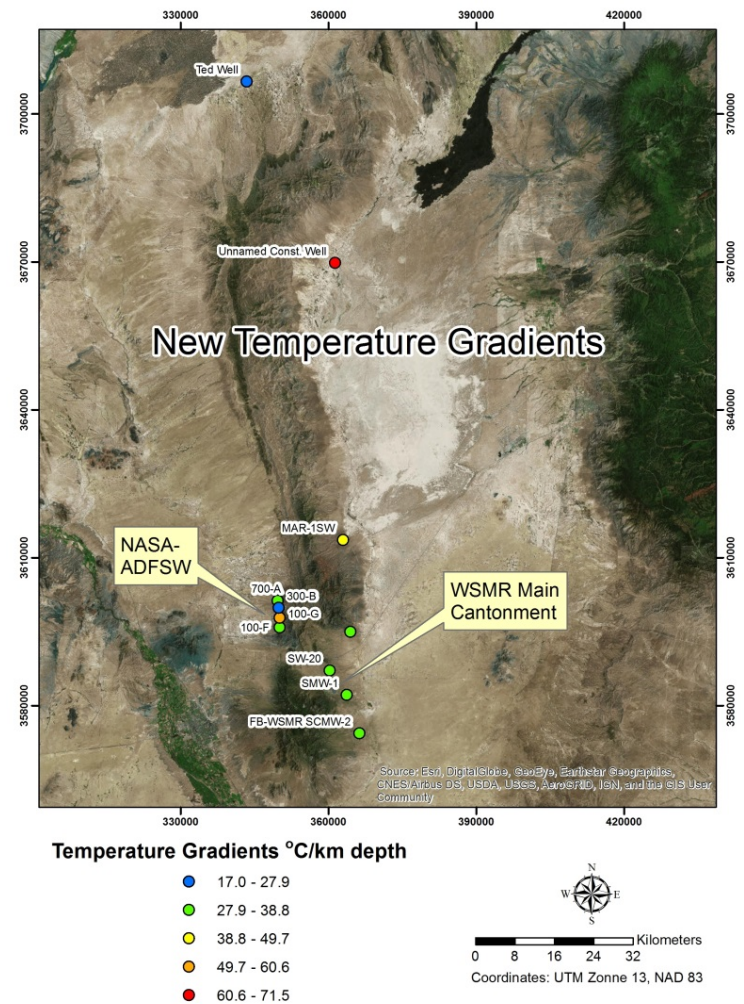 330000 360000 390000 420000
Ted Well
3700000 3700000
Unnamed Const. Well
3670000 3670000
New Temperature Gradients
3640000 3640000
MAR-1SW
NASA-
ADFSW
3610000 3610000
700-A
300-B
100-G
100-F
WSMR Main
Cantonment
SW-20
SMW-1
3580000 3580000
FB-WSMR SCMW-2
Source: Esri, DigitalGlobe, GeoEye, Earthstar Geographics,
CNES/Airbus DS, USDA, USGS, AeroGRID, IGN, and the GIS User
Community
330000 360000 390000 420000
Temperature Gradients °C/km depth
17.0 - 27.9
27.9 - 38.8
38.8 - 49.7
49.7 - 60.6
60.6 - 71.5
N
W E
S
Kilometers
0 8 16 24 32
Coordinates: UTM Zonne 13, NAD 83